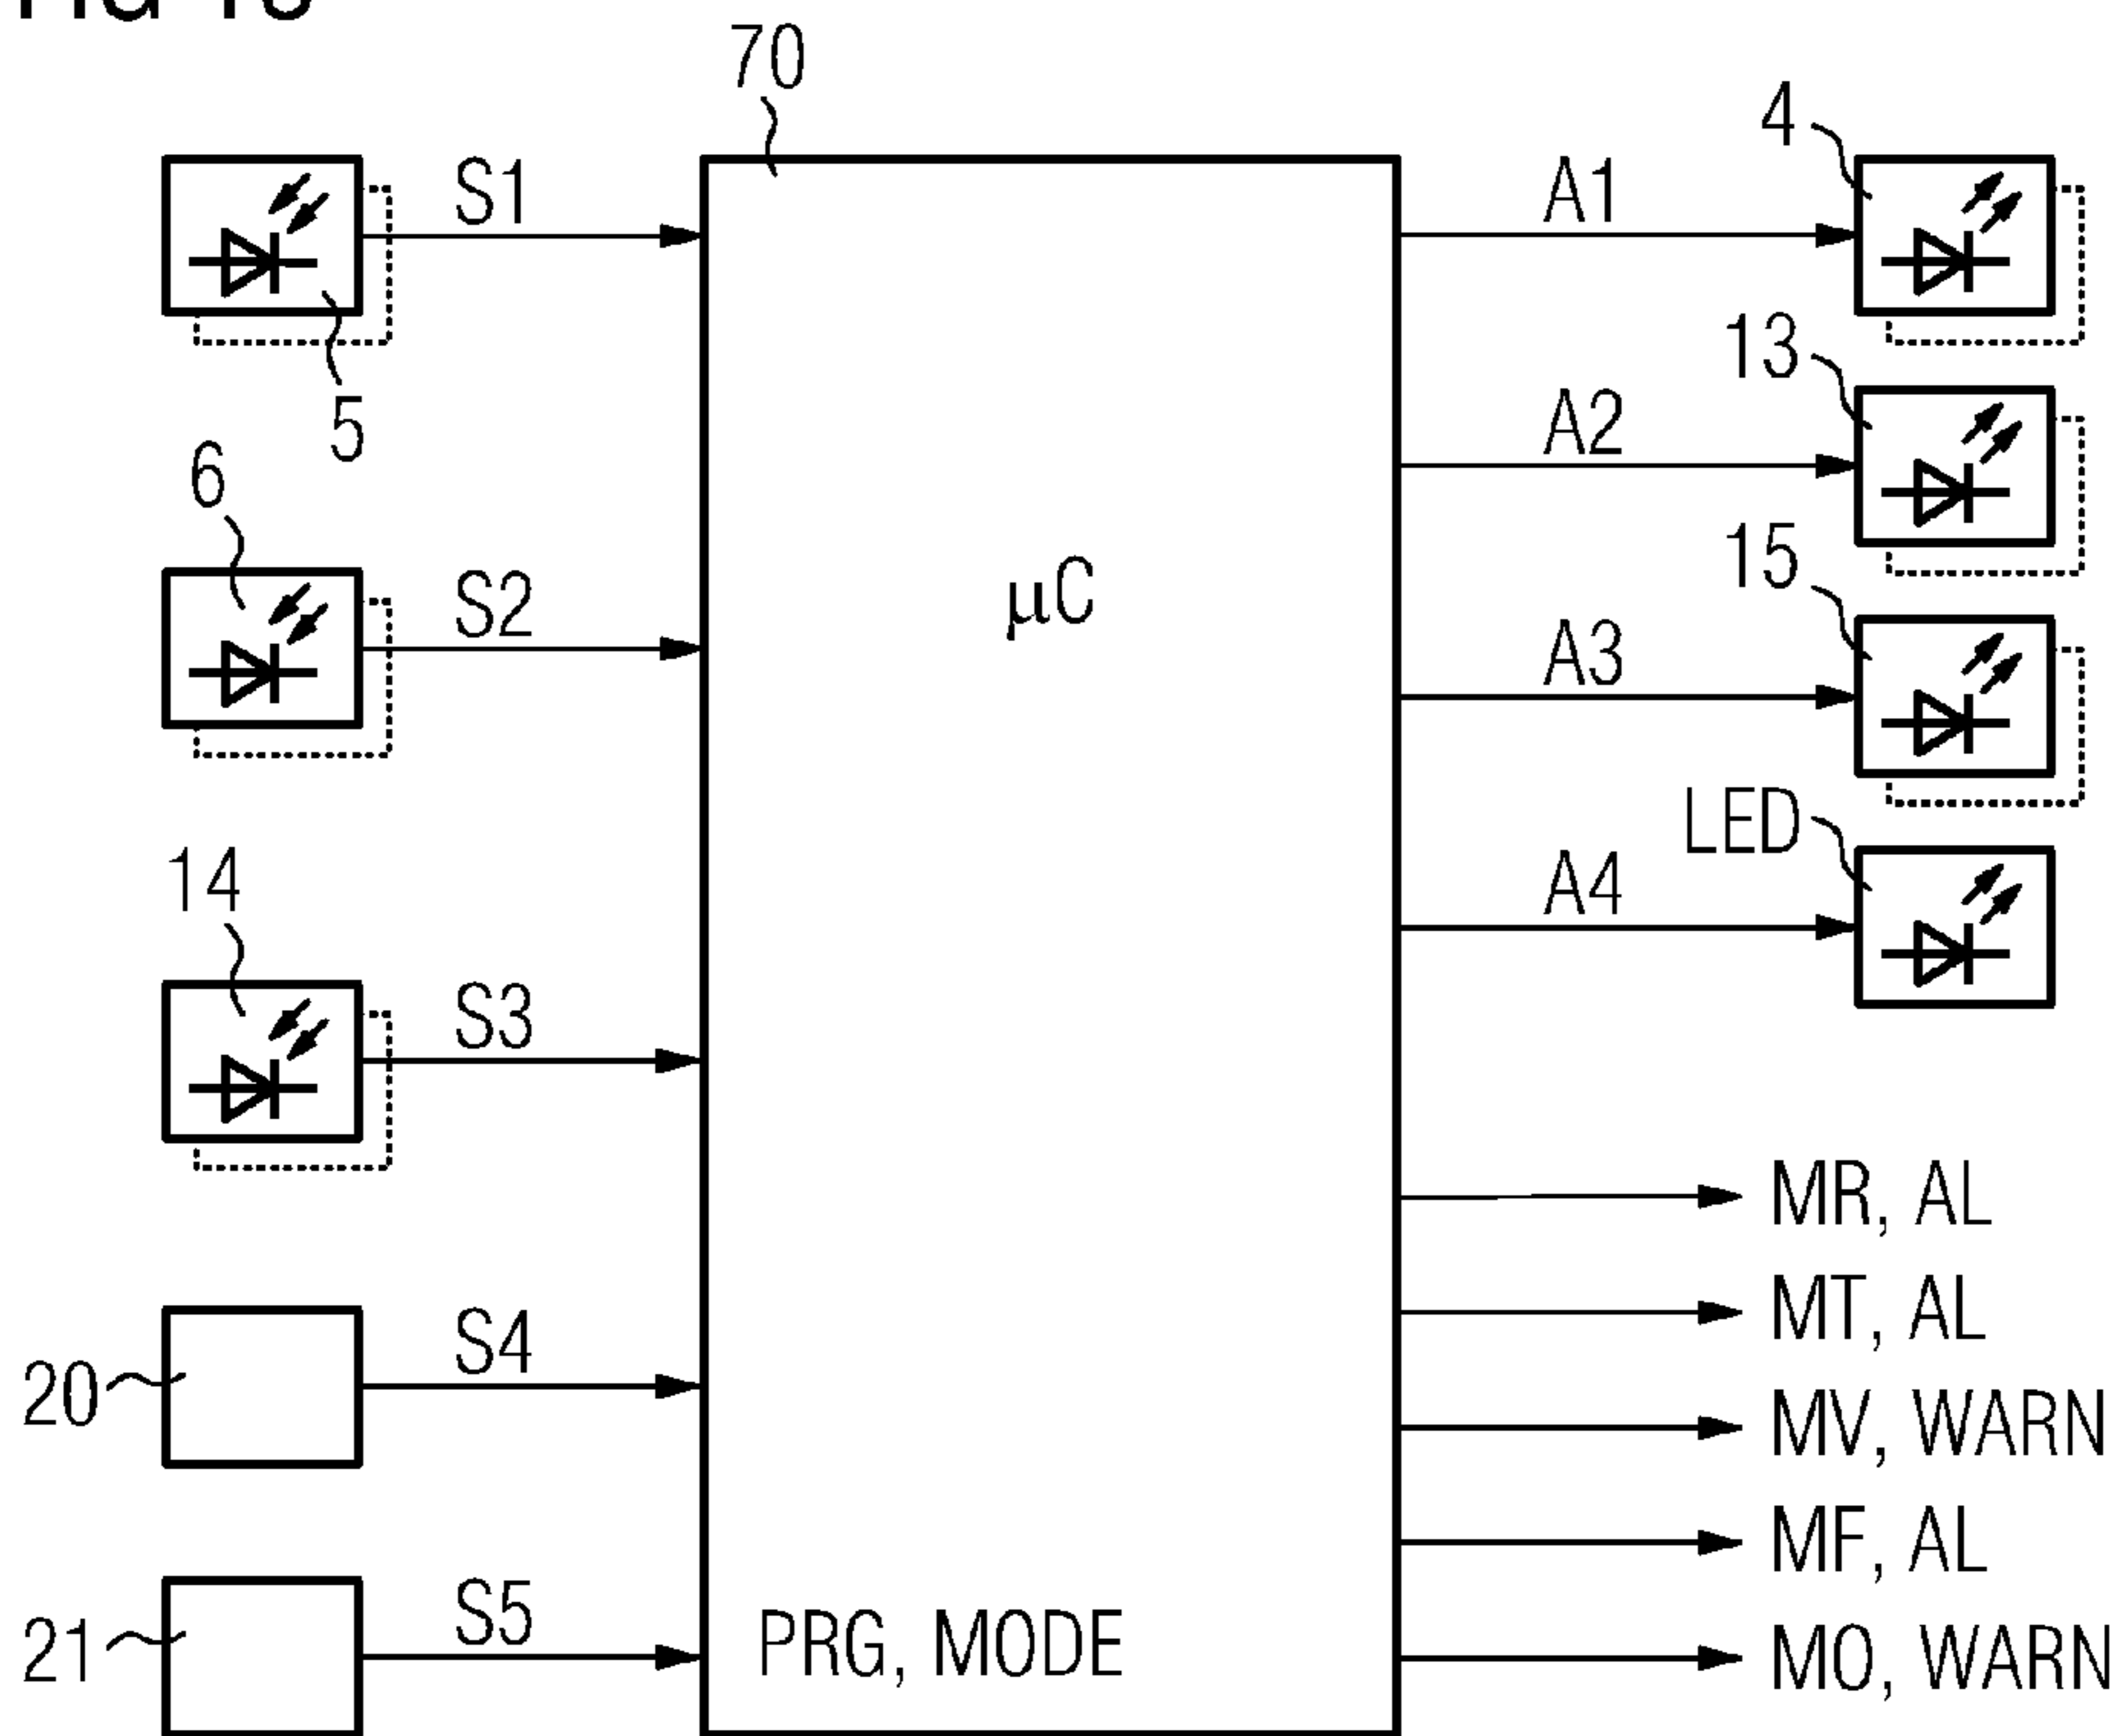 70
4
S1
A1
5
13
A2
6
S2
µC
15
A3
14
LED
A4
S3
MR, AL
20
S4
MT, AL
MV, WARN
MF, AL
21
S5
PRG, MODE
MO, WARN